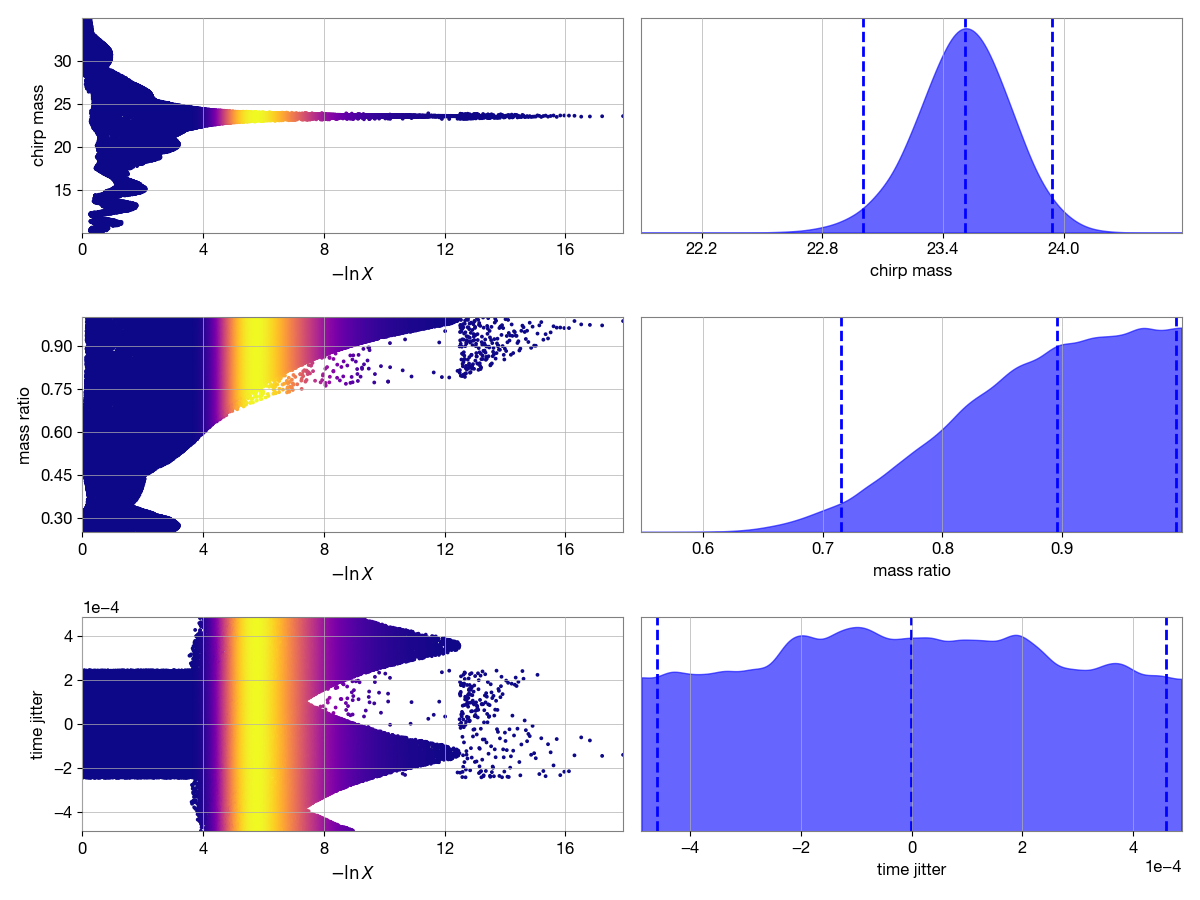 30
25
20
15
chirp mass
0 4 8 12 16
−ln X
22.2 22.8 23.4 24.0
chirp mass
0.90
0.75
0.60
0.45
0.30
mass ratio
0 4 8 12 16
−ln X
0.6 0.7 0.8 0.9
mass ratio
1e−4
4
2
0
−2
−4
time jitter
0 4 8 12 16
−ln X
−4 −2 0 2 4
1e−4
time jitter